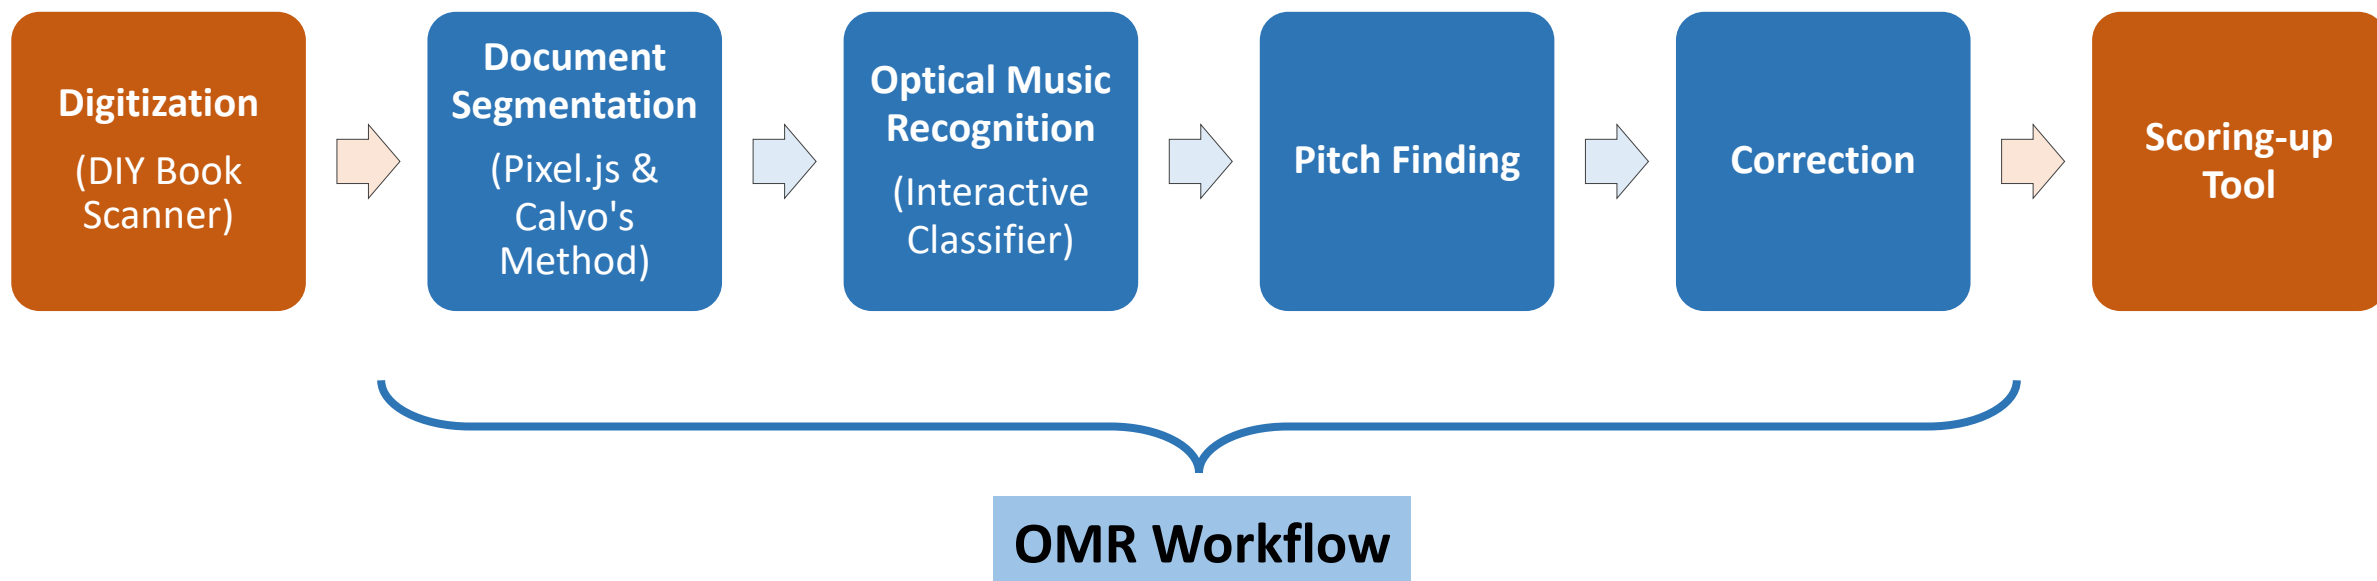 Digitization
(DIY Book
Scanner)
Document
Segmentation
(Pixel.js &
Calvo's
Method)
Optical Music
Recognition
(Interactive
Classifier)
Pitch Finding
Correction
Scoring-up
Tool
OMR Workflow